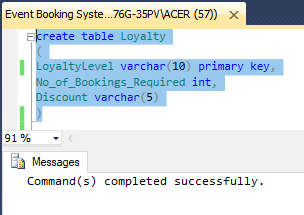 Event Booking Syste...76G-35PV\ACER (57))
create table Loyalty
(
LoyaltyLevel varchar(10) primary key,
No_of_Bookings_Required int,
Discount varchar(5)
)
91 %
Messages
Command(s) completed successfully.